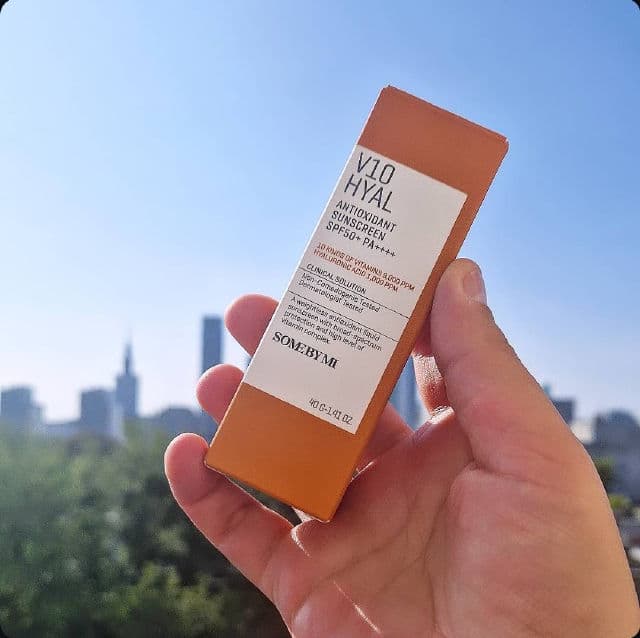 V10
HYAL
ANTIOXIDANT
SUNSCREEN
SPF50+ PA++++
10 KINDS OF VITAMINS 5,000 PPM
HYALURONIC ACID 1,000 PPM
CLINICAL SOLUTION
Non-Comedogenic Tested
Dermatologist Tested
A weightless antioxidant liquid
sunscreen with broad-spectrum
protection and high level of
vitamin complex.
SOME BY MI
40 G-1.41 OZ